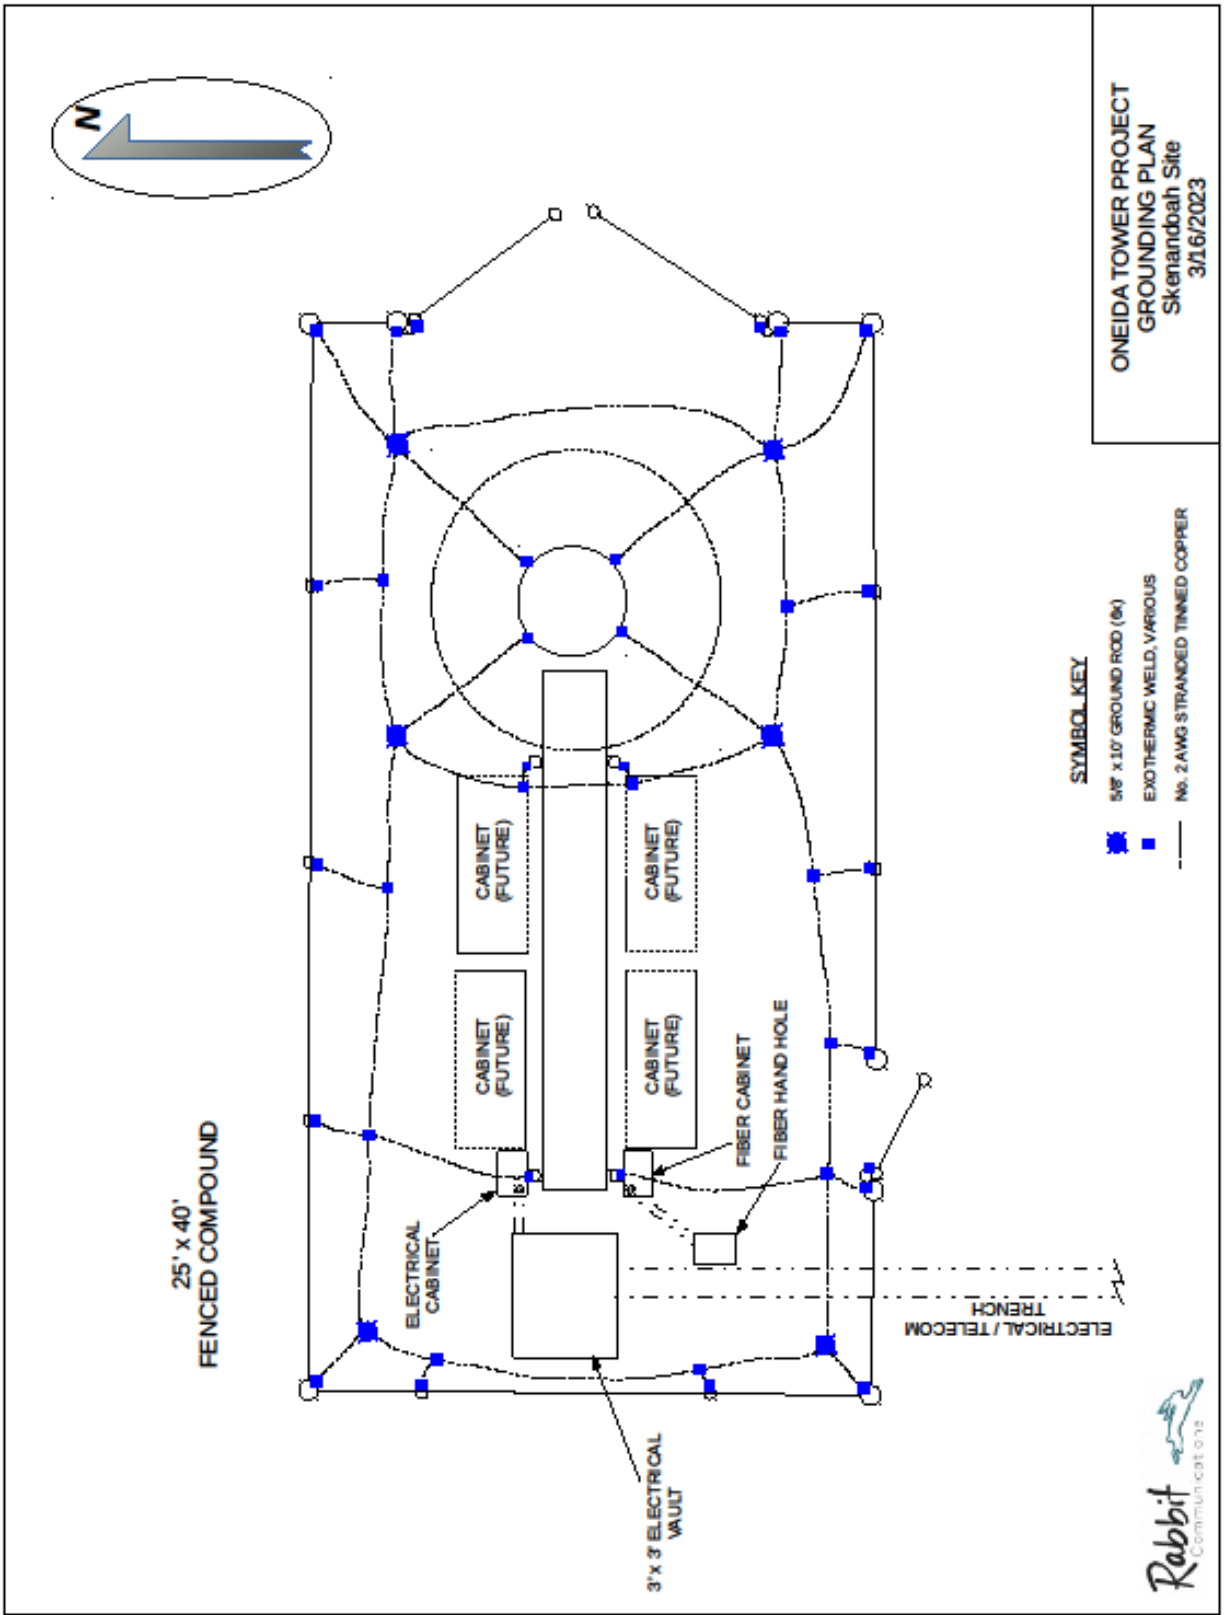 N
25' x 40'
FENCED COMPOUND
ELECTRICAL
CABINET
CABINET
(FUTURE)
CABINET
(FUTURE)
CABINET
(FUTURE)
CABINET
(FUTURE)
FIBER CABINET
FIBER HAND HOLE
3' x 3' ELECTRICAL
VAULT
ELECTRICAL / TELECOM
TRENCH
SYMBOL KEY
5/8" x 10' GROUND ROD (6x)
EXOTHERMIC WELD, VARIOUS
No. 2 AWG STRANDED TINNED COPPER
Rabbit
Communications
ONEIDA TOWER PROJECT
GROUNDING PLAN
Skenandoah Site
3/16/2023